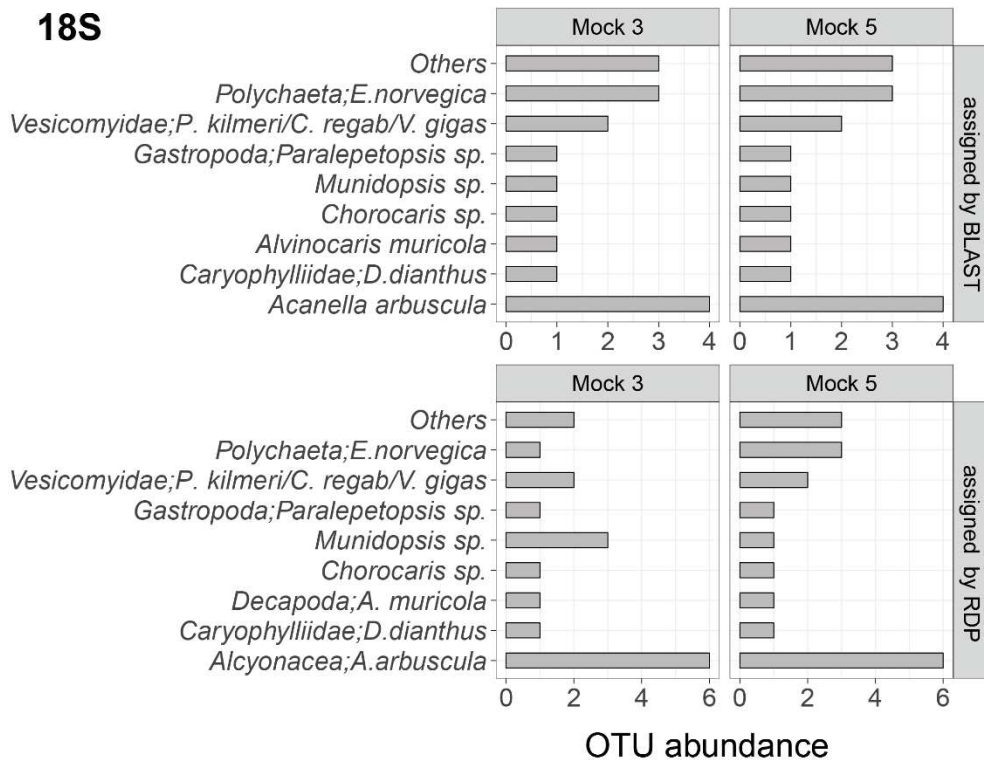 18S
Mock 3 Mock 5
Others
Polychaeta;E.norvegica
Vesicomyidae;P. kilmeri/C. regab/V. gigas
Gastropoda;Paralepetopsis sp.
Munidopsis sp.
Chorocaris sp.
Alvinocaris muricola
Caryophylliidae;D.dianthus
Acanella arbuscula
assigned by BLAST
0 1 2 3 4 0 1 2 3 4
Mock 3 Mock 5
Others
Polychaeta;E.norvegica
Vesicomyidae;P. kilmeri/C. regab/V. gigas
Gastropoda;Paralepetopsis sp.
Munidopsis sp.
Chorocaris sp.
Decapoda;A. muricola
Caryophylliidae;D.dianthus
Alcyonacea;A.arbuscula
assigned by RDP
0 2 4 6 0 2 4 6
OTU abundance